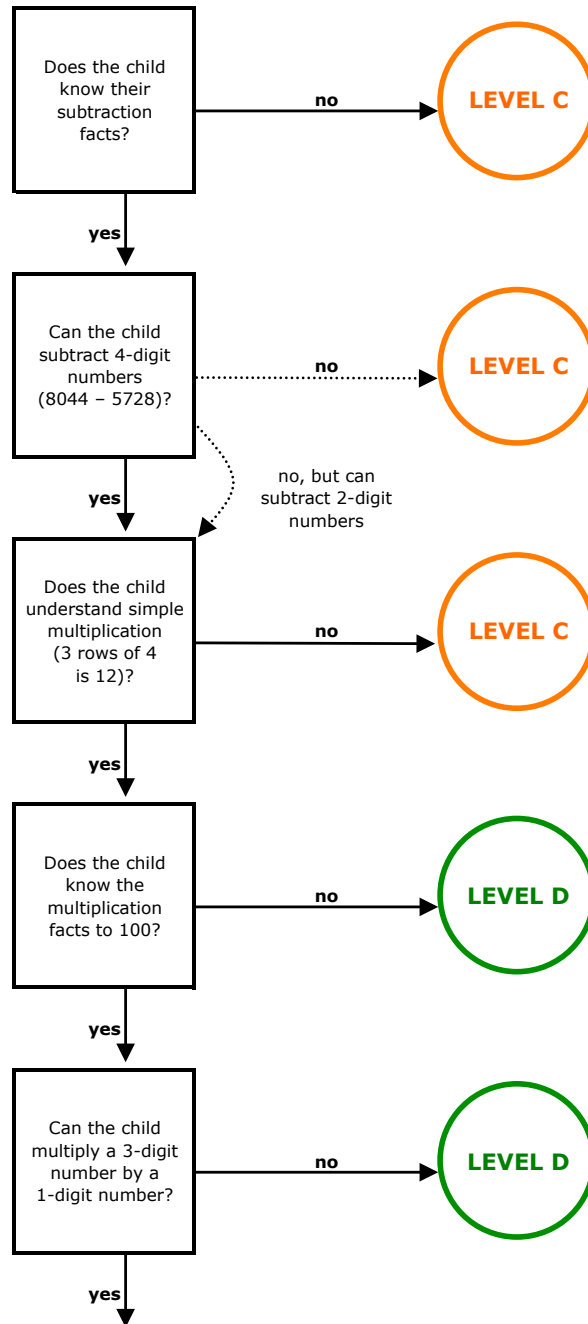 Does the child
know their
subtraction
facts?
no
LEVEL C
yes
Can the child
subtract 4-digit
numbers
(8044 – 5728)?
no
LEVEL C
no, but can
subtract 2-digit
numbers
yes
Does the child
understand simple
multiplication
(3 rows of 4
is 12)?
no
LEVEL C
yes
Does the child
know the
multiplication
facts to 100?
no
LEVEL D
yes
Can the child
multiply a 3-digit
number by a
1-digit number?
no
LEVEL D
yes